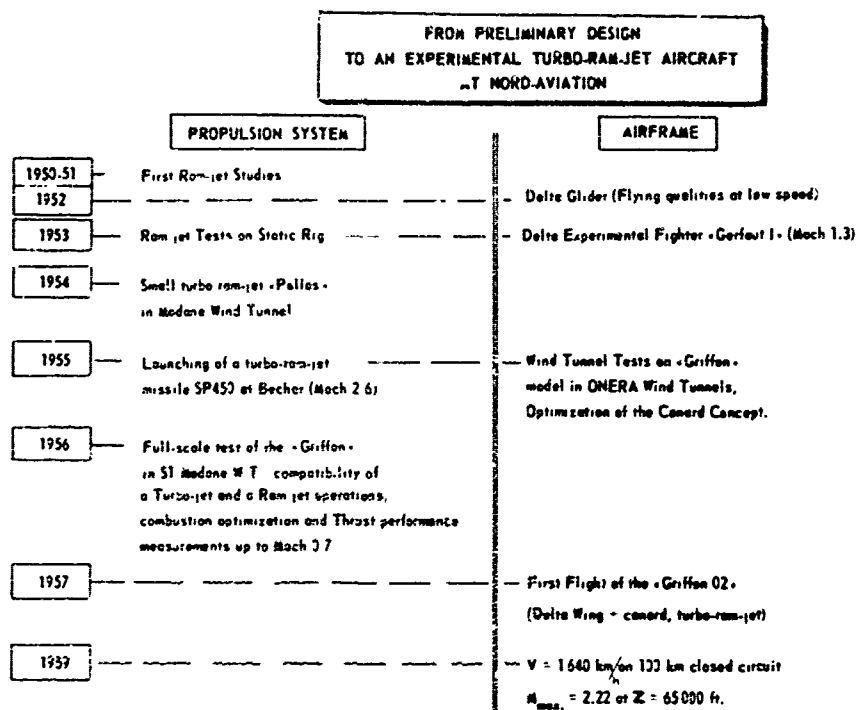 FROM PRELIMINARY DESIGN
TO AN EXPERIMENTAL TURBO-RAM-JET AIRCRAFT
AT NORD-AVIATION
PROPULSION SYSTEM
AIRFRAME
1950-51 First Ram-jet Studies
1952 Delta Glider (Flying qualities at low speed)
1953 Ram jet Tests on Static Rig Delta Experimental Fighter «Gerfaut I» (Mach 1.3)
1954 Small turbo ram-jet «Pallas»
in Modane Wind Tunnel
1955 Launching of a turbo-ram-jet Wind Tunnel Tests on «Griffon»
missile SP450 at Becher (Mach 2.6) model in ONERA Wind Tunnels,
Optimization of the Canard Concept.
1956 Full-scale test of the «Griffon»
in S1 Modane W T compatibility of
a Turbo-jet and a Ram jet operations,
combustion optimization and Thrust performance
measurements up to Mach 0.7
1957 First Flight of the «Griffon 02»
(Delta Wing + canard, turbo-ram-jet)
1959 V = 1640 km/h on 100 km closed circuit
M max. = 2.22 at Z = 65000 ft.